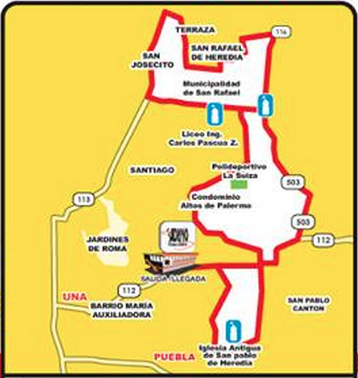 TERRAZA
116
SAN RAFAEL
DE HEREDIA
SAN
JOSECITO
Municipalidad
de San Rafael
Liceo Ing.
Carlos Pascua Z.
SANTIAGO
Polideportivo
La Suiza
503
113
Condominio
Altos de Palermo
503
JARDINES
DE ROMA
112
SALIDA-LLEGADA
112
UNA
BARRIO MARÍA
AUXILIADORA
SAN PABLO
CANTON
PUEBLA
Iglesia Antigua
de San pablo
de Heredia